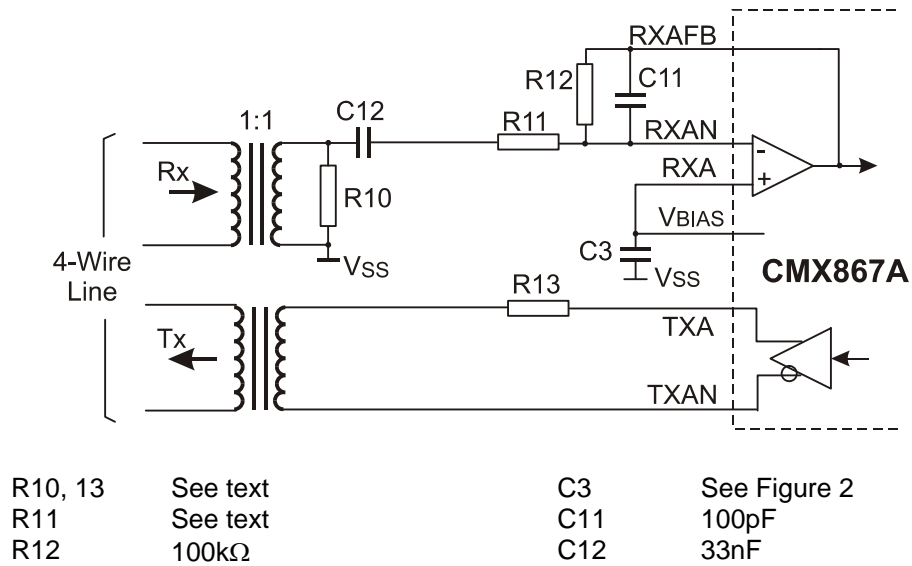 RXAFB
R12
C11
1:1
C12
R11
RXAN
-
Rx
R10
RXA
+
VBIAS
VSS
C3
VSS
CMX867A
4-Wire
Line
R13
TXA
Tx
TXAN
R10, 13 See text C3 See Figure 2
R11 See text C11 100pF
R12 100kΩ C12 33nF